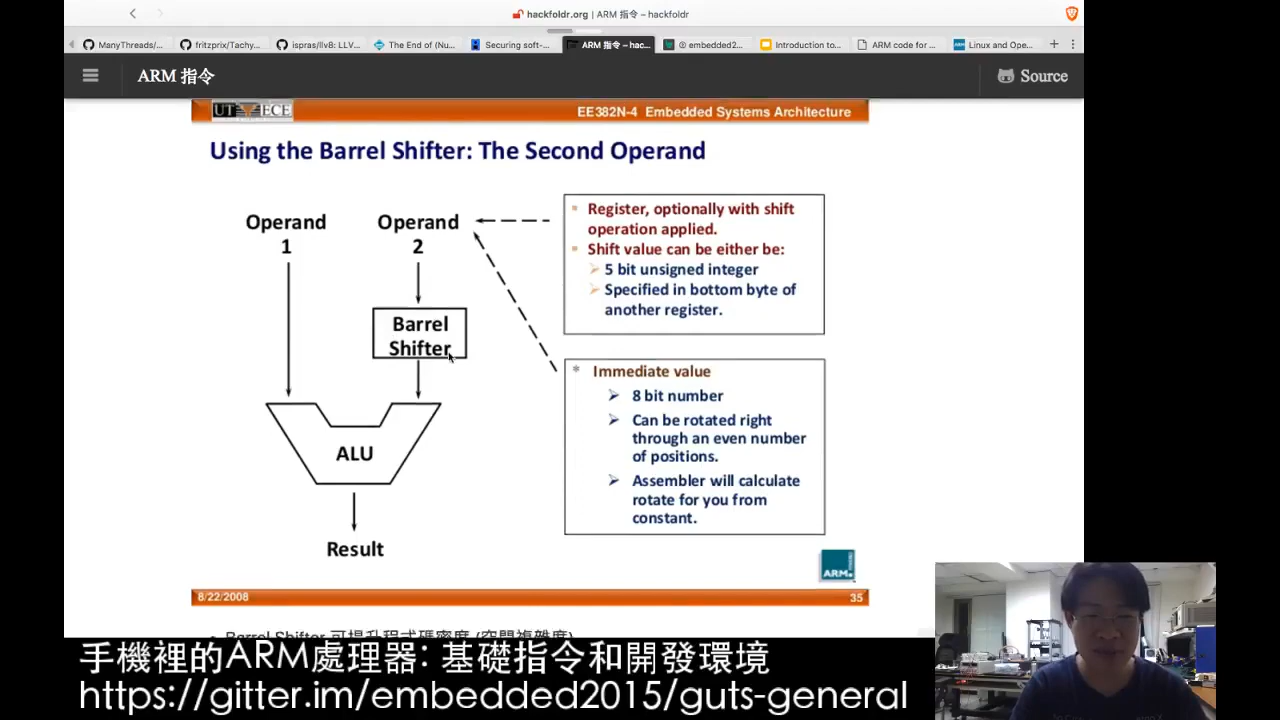 hackfoldr.org | ARM 指令 – hackfoldr
ManyThreads/...
fritzprix/Tachy...
ispras/llv8: LLV...
The End of (Nu...
Securing soft-...
ARM 指令 – hac...
embedded2...
Introduction to...
ARM code for ...
Linux and Ope...
ARM 指令
Source
UT ECE
EE382N-4 Embedded Systems Architecture
Using the Barrel Shifter: The Second Operand
Operand
1
Operand
2
Barrel
Shifter
ALU
Result
Register, optionally with shift
operation applied.
Shift value can be either be:
5 bit unsigned integer
Specified in bottom byte of
another register.
Immediate value
8 bit number
Can be rotated right
through an even number
of positions.
Assembler will calculate
rotate for you from
constant.
ARM
8/22/2008
35
Barrel Shifter 可提升程式碼密度 (空間複雜度)
手機裡的ARM處理器: 基礎指令和開發環境
https://gitter.im/embedded2015/guts-general